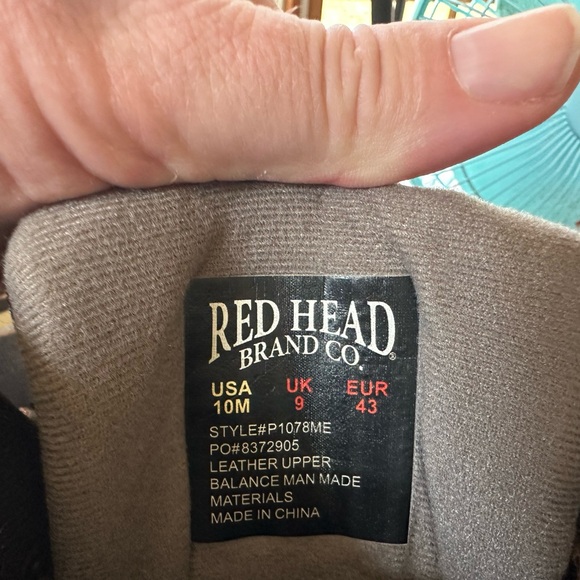 RED HEAD®
BRAND CO.
USA UK EUR
10M 9 43
STYLE#P1078ME
PO#8372905
LEATHER UPPER
BALANCE MAN MADE
MATERIALS
MADE IN CHINA